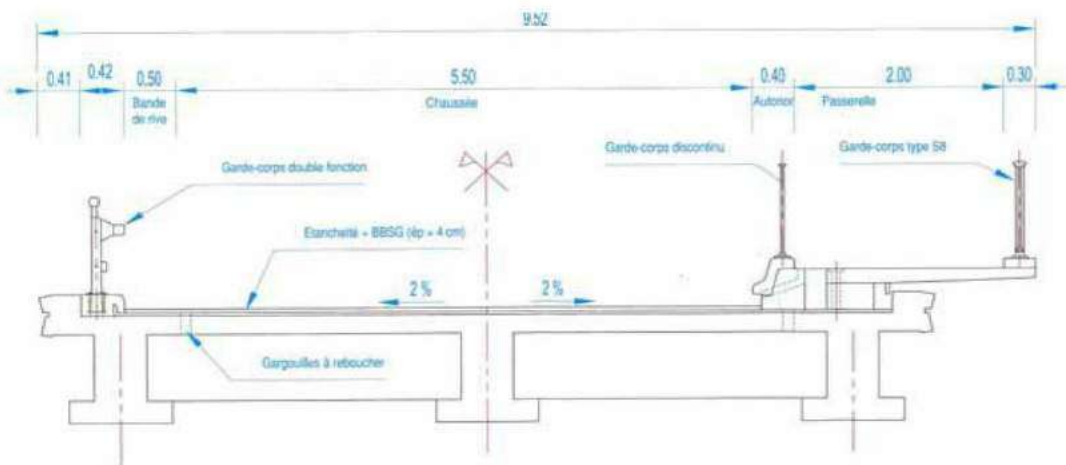 9.52
0.41 0.42 0.50 5.50 0.40 2.00 0.30
Bande
de rive
Chaussée
Autonor
Passerelle
Garde-corps double fonction
Garde-corps discontinu
Garde-corps type S8
Etancheité + BBSG (ép = 4 cm)
2 % 2 %
Gargouilles à reboucher